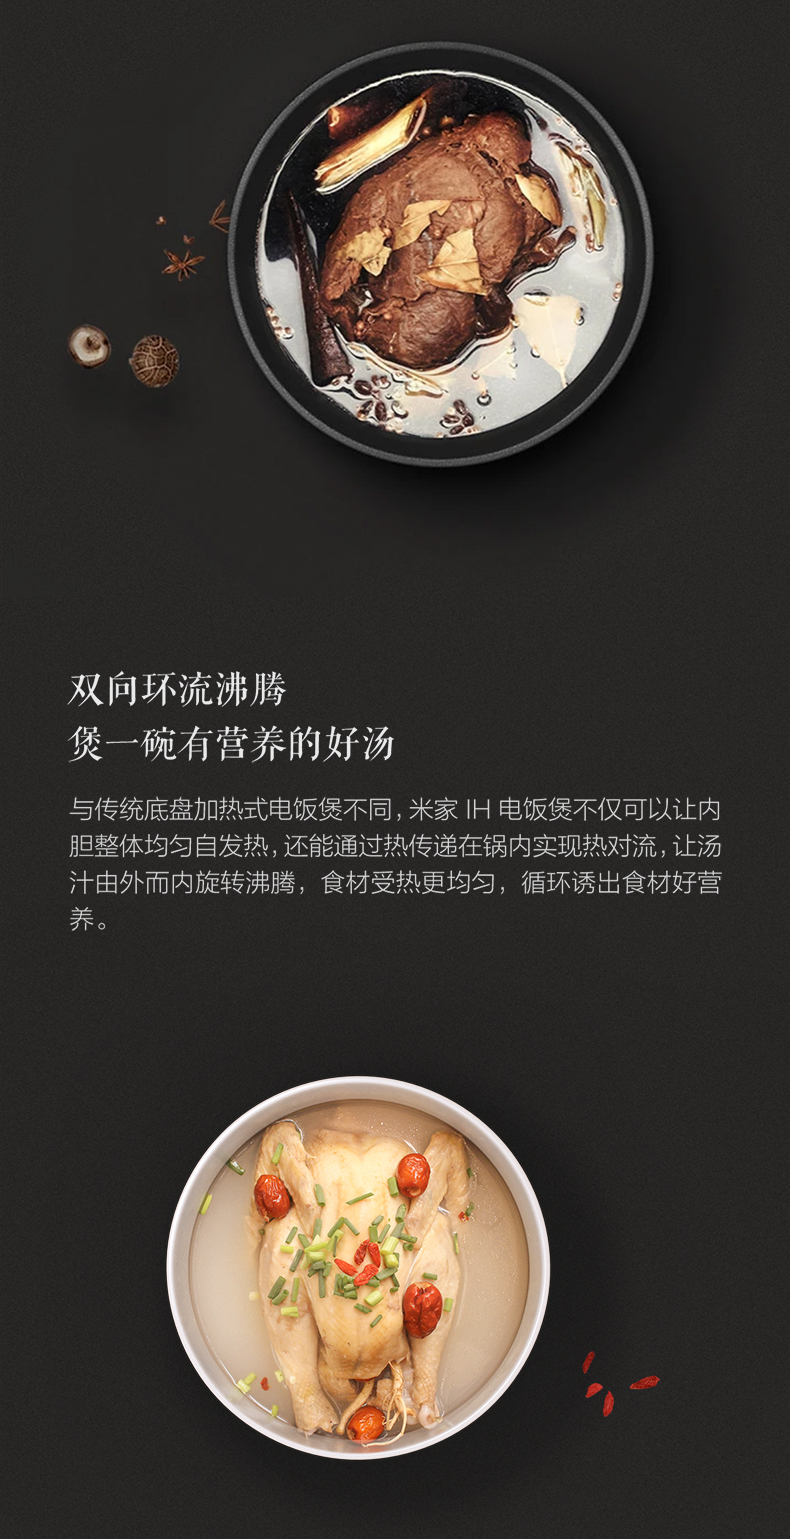 双向环流沸腾
煲一碗有营养的好汤
与传统底盘加热式电饭煲不同,米家 IH 电饭煲不仅可以让内
胆整体均匀自发热,还能通过热传递在锅内实现热对流,让汤
汁由外而内旋转沸腾，食材受热更均匀，循环诱出食材好营
养。